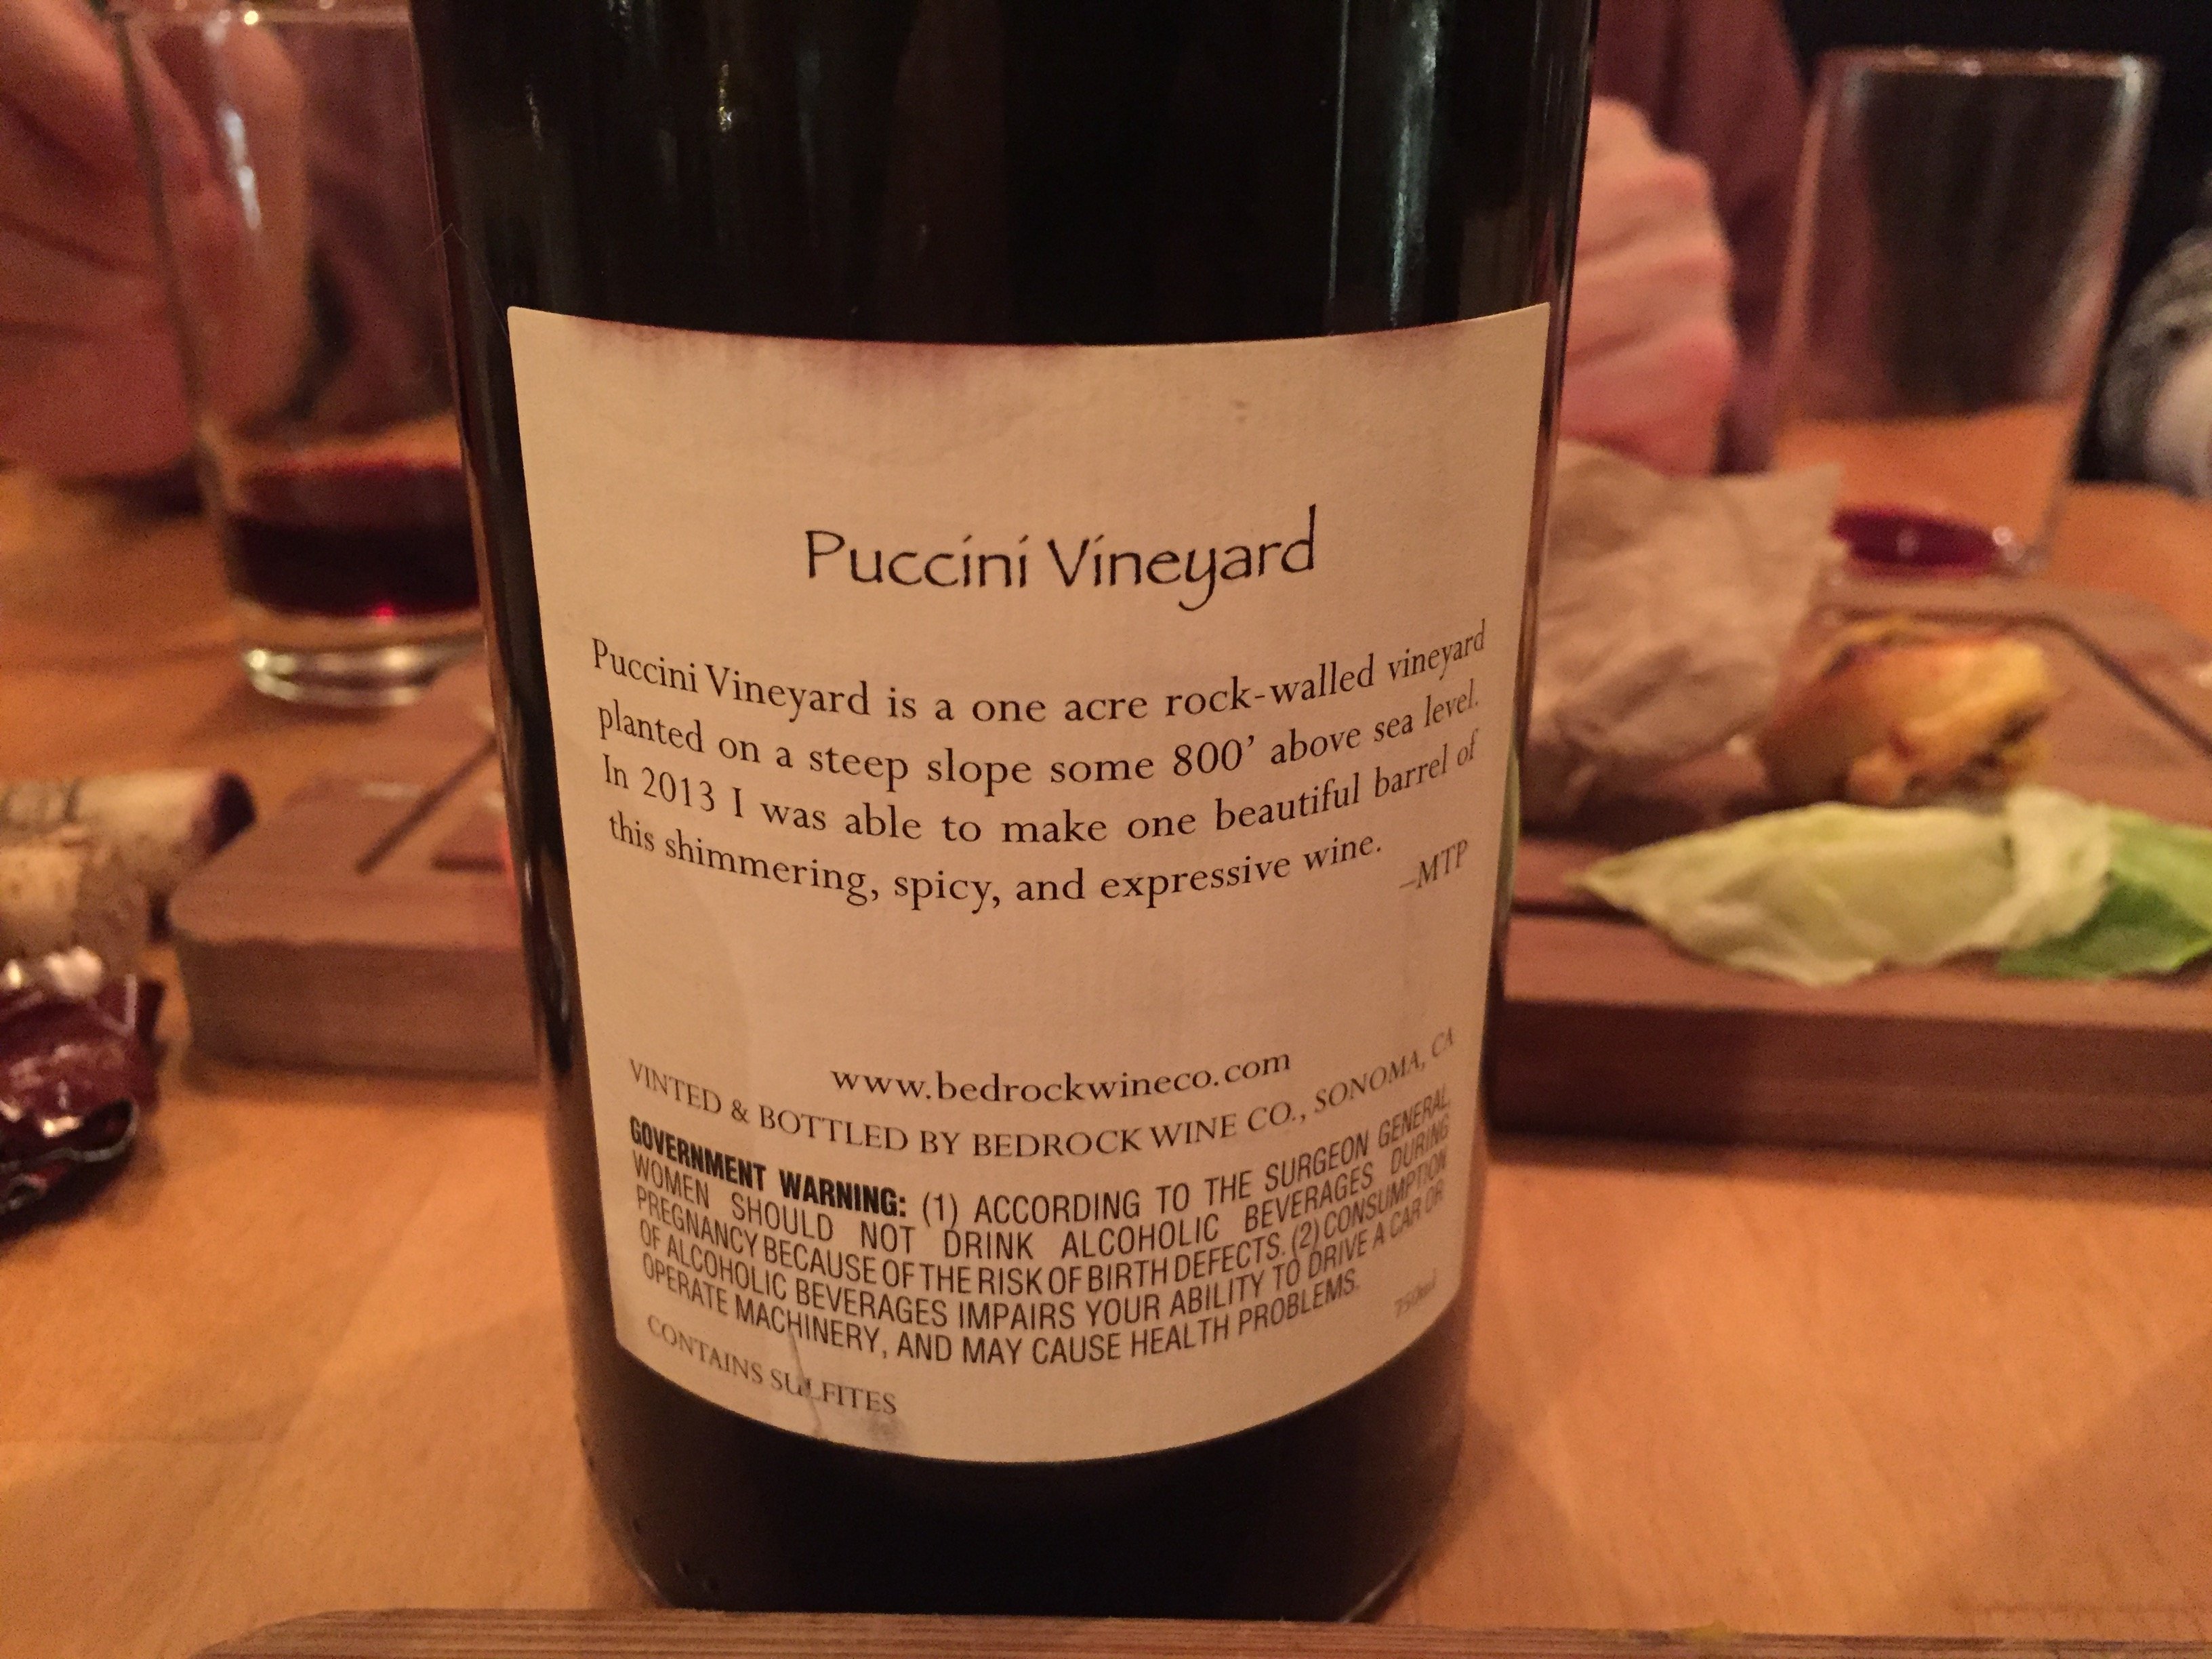 Puccini Vineyard
Puccini Vineyard is a one acre rock-walled vineyard
planted on a steep slope some 800' above sea level.
In 2013 I was able to make one beautiful barrel of
this shimmering, spicy, and expressive wine.
–MTP
www.bedrockwineco.com
VINTED & BOTTLED BY BEDROCK WINE CO., SONOMA, CA
GOVERNMENT WARNING: (1) ACCORDING TO THE SURGEON GENERAL,
WOMEN SHOULD NOT DRINK ALCOHOLIC BEVERAGES DURING
PREGNANCY BECAUSE OF THE RISK OF BIRTH DEFECTS. (2) CONSUMPTION
OF ALCOHOLIC BEVERAGES IMPAIRS YOUR ABILITY TO DRIVE A CAR OR
OPERATE MACHINERY, AND MAY CAUSE HEALTH PROBLEMS.
750ml
CONTAINS SULFITES